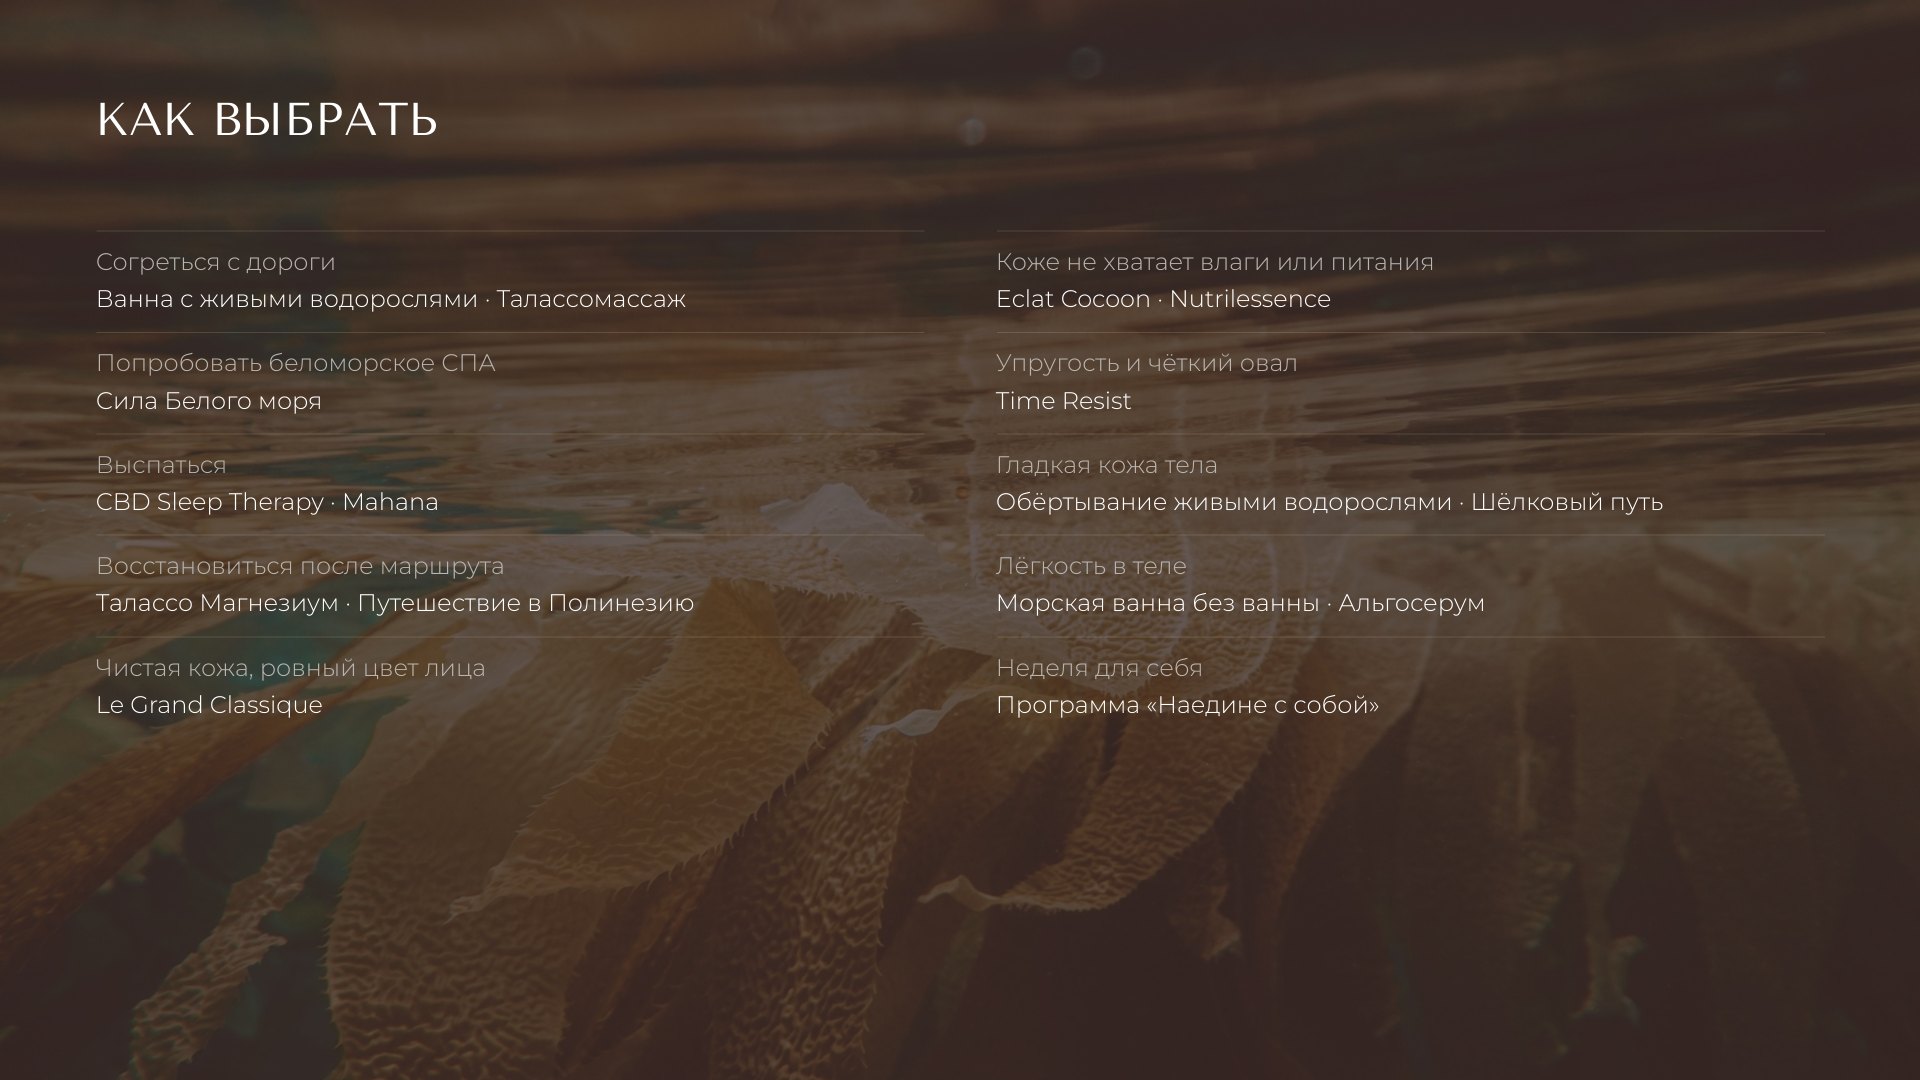 КАК ВЫБРАТЬ
Согреться с дороги
Ванна с живыми водорослями · Талассомассаж
Попробовать беломорское СПА
Сила Белого моря
Выспаться
CBD Sleep Therapy · Mahana
Восстановиться после маршрута
Талассо Магнезиум · Путешествие в Полинезию
Чистая кожа, ровный цвет лица
Le Grand Classique
Коже не хватает влаги или питания
Eclat Cocoon · Nutrilessence
Упругость и чёткий овал
Time Resist
Гладкая кожа тела
Обёртывание живыми водорослями · Шёлковый путь
Лёгкость в теле
Морская ванна без ванны · Альгосерум
Неделя для себя
Программа «Наедине с собой»